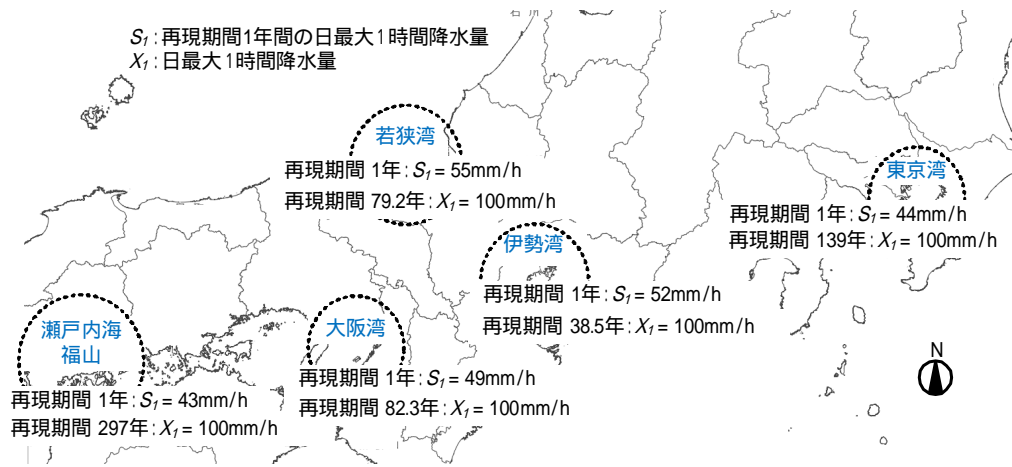 石川
S₁:再現期間1年間の日最大1時間降水量
X₁:日最大1時間降水量
若狭湾
再現期間 1年:S₁ = 55mm/h
再現期間 79.2年:X₁ = 100mm/h
東京湾
再現期間 1年:S₁ = 44mm/h
再現期間 139年:X₁ = 100mm/h
伊勢湾
再現期間 1年:S₁ = 52mm/h
再現期間 38.5年:X₁ = 100mm/h
瀬戸内海
福山
再現期間 1年:S₁ = 43mm/h
再現期間 297年:X₁ = 100mm/h
大阪湾
再現期間 1年:S₁ = 49mm/h
再現期間 82.3年:X₁ = 100mm/h
N